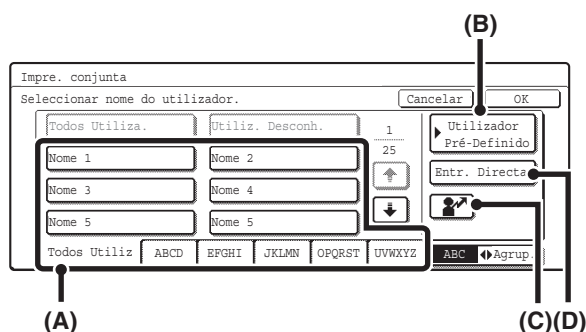 (B)
Impre. conjunta
Seleccionar nome do utilizador.
Cancelar OK
Todos Utiliza. Utiliz. Desconh. 1 Utilizador
25 Pré-Definido
Nome 1 Nome 2
Entr. Directa
Nome 3 Nome 4
Nome 5 Nome 5
Todos Utiliz ABCD EFGHI JKLMN OPQRST UVWXYZ ABC Agrup.
(A) (C)(D)